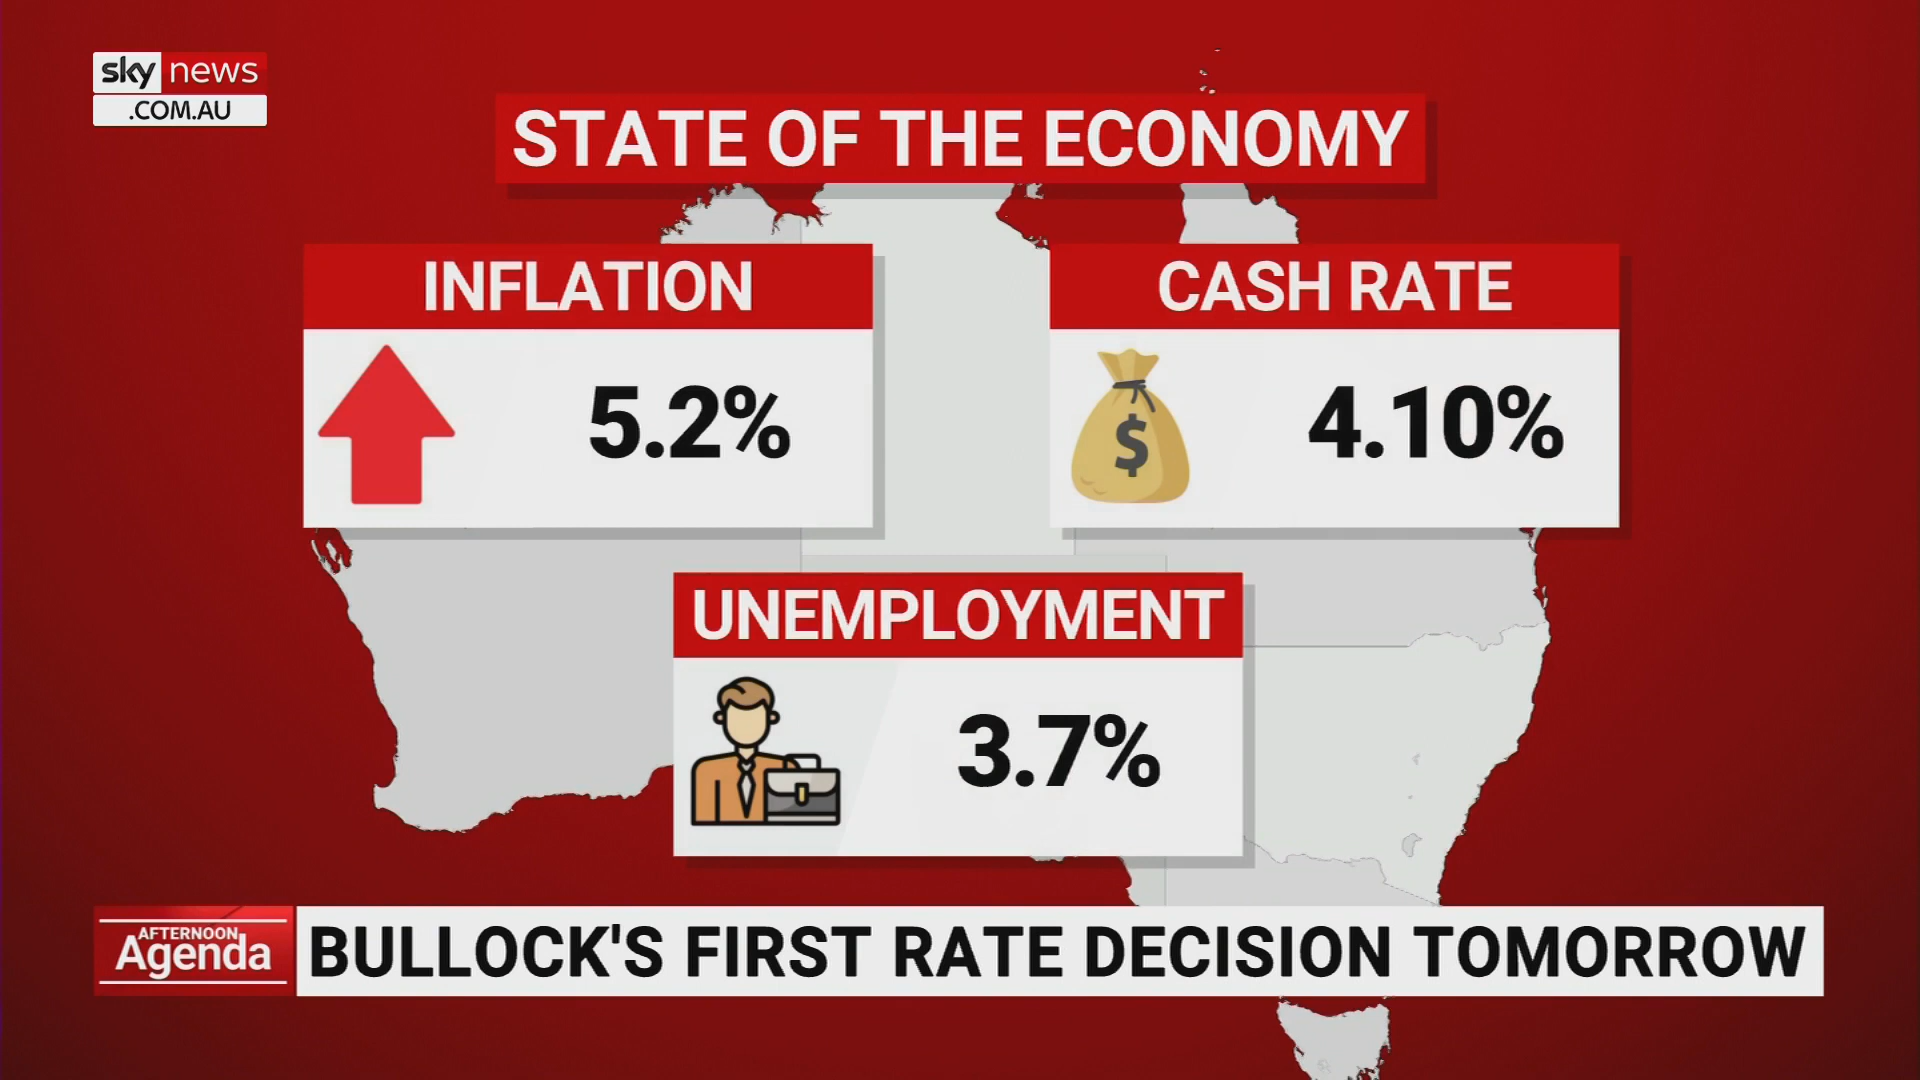 sky news
.COM.AU
STATE OF THE ECONOMY
INFLATION
5.2%
CASH RATE
$
4.10%
UNEMPLOYMENT
3.7%
AFTERNOON
Agenda
BULLOCK'S FIRST RATE DECISION TOMORROW